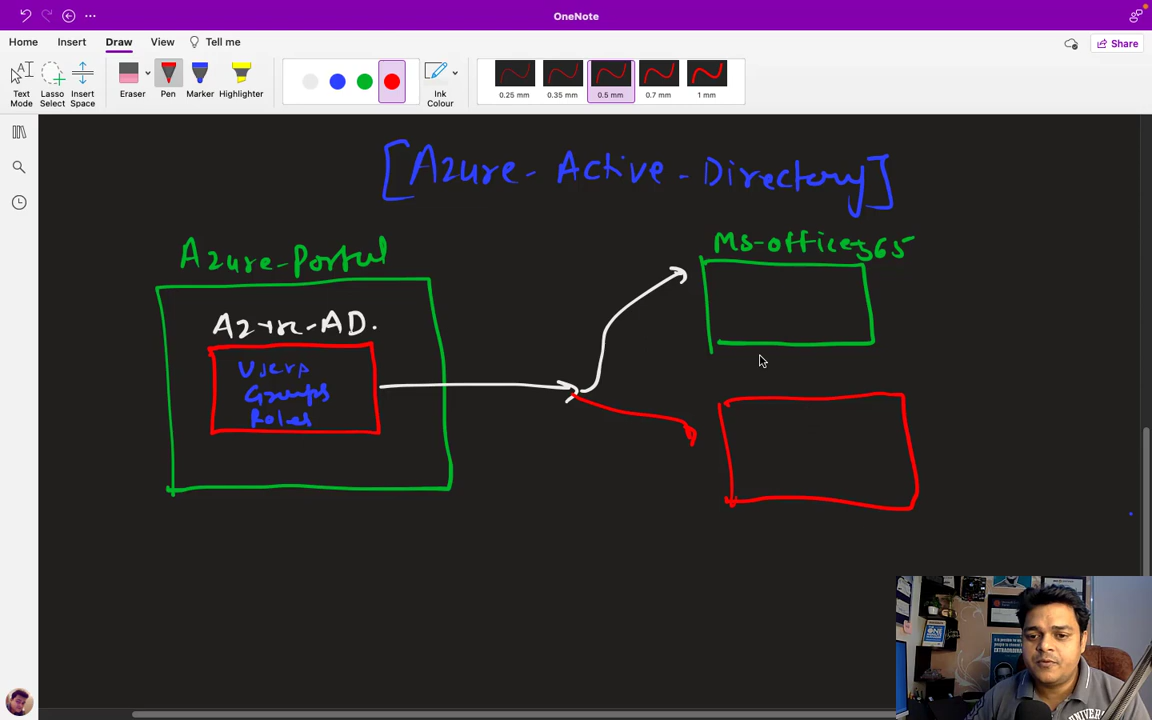 OneNote
Home Insert Draw View Tell me
Share
Text Mode
Lasso Select
Insert Space
Eraser
Pen
Marker
Highlighter
Ink Colour
0.25 mm
0.35 mm
0.5 mm
0.7 mm
1 mm
[Azure-Active-Directory]
Azure-Portal
Ms-office365
Azure-AD.
Users
Groups
Roles